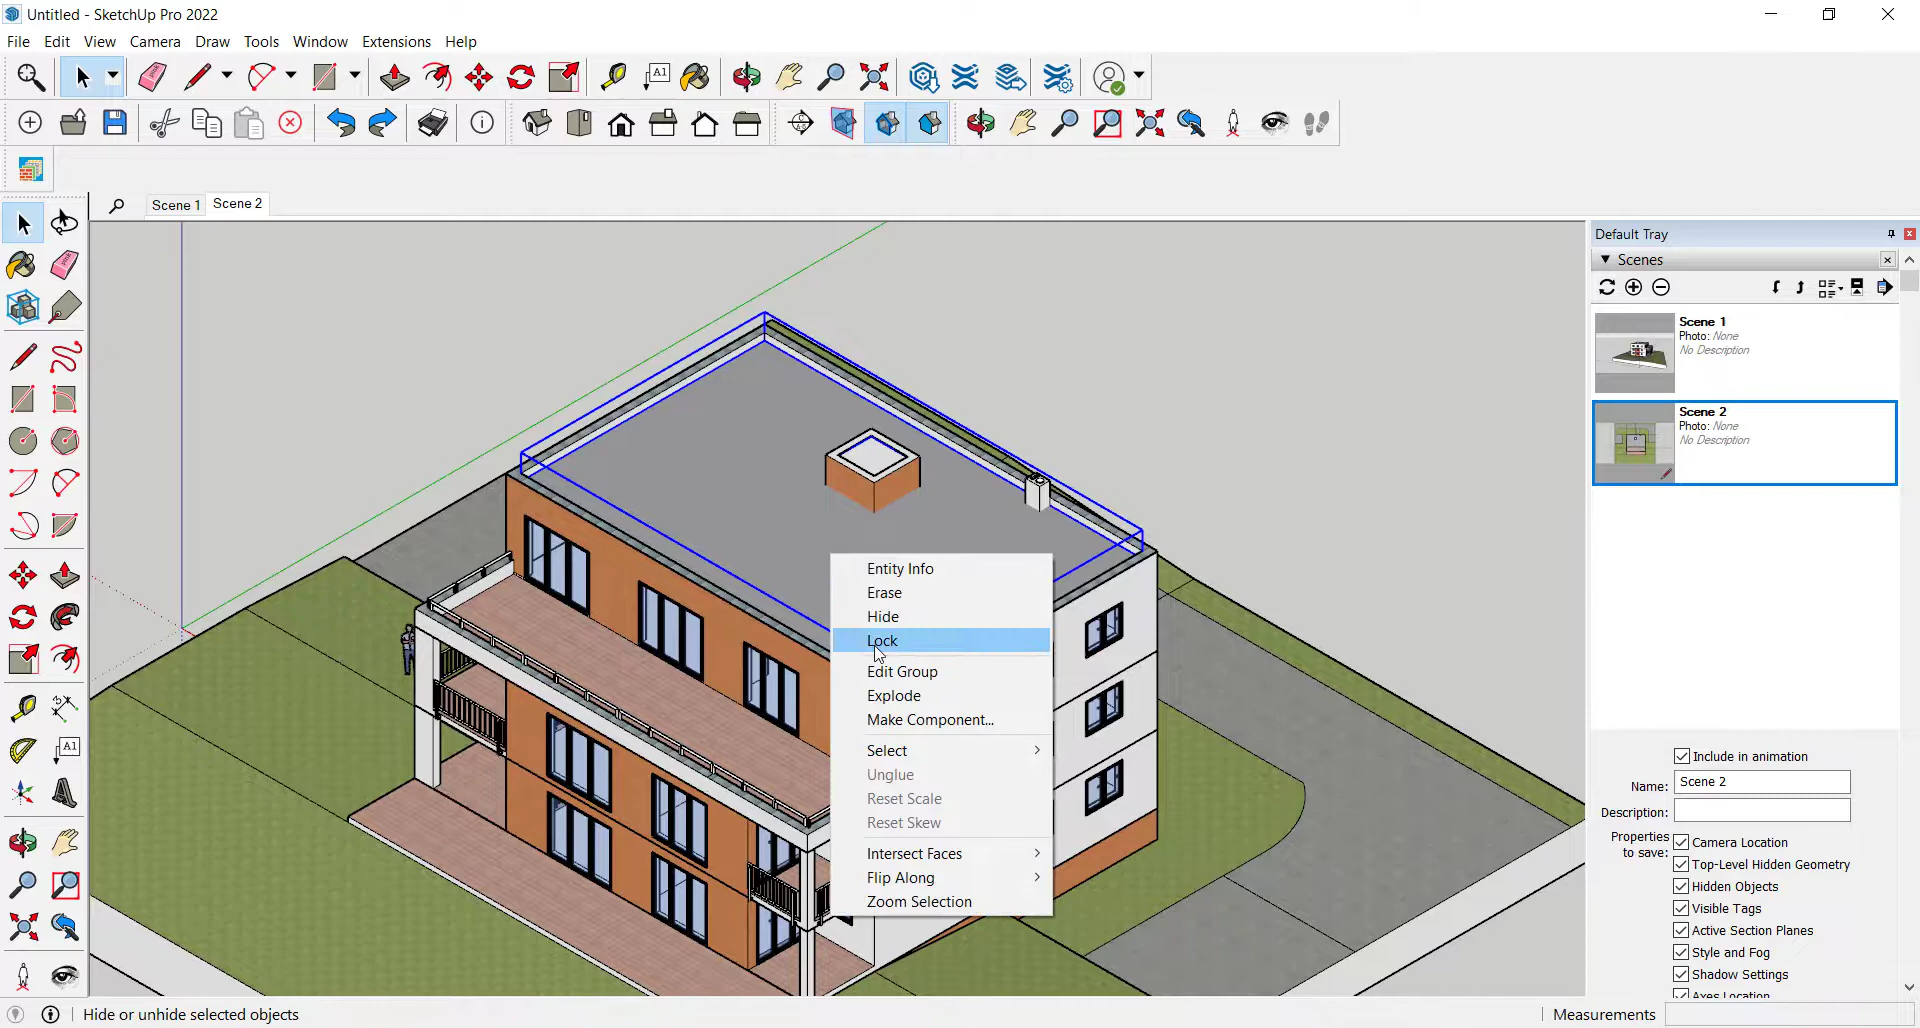 Untitled - SketchUp Pro 2022
File Edit View Camera Draw Tools Window Extensions Help
A1
Scene 1 Scene 2
Default Tray
Scenes
Scene 1
Photo: None
No Description
Scene 2
Photo: None
No Description
Entity Info
Erase
Hide
Lock
Edit Group
Explode
Make Component...
Select
Unglue
Reset Scale
Reset Skew
Intersect Faces
Flip Along
Zoom Selection
A1
Include in animation
Name: Scene 2
Description:
Properties to save:
Camera Location
Top-Level Hidden Geometry
Hidden Objects
Visible Tags
Active Section Planes
Style and Fog
Shadow Settings
Axes Location
Hide or unhide selected objects
Measurements